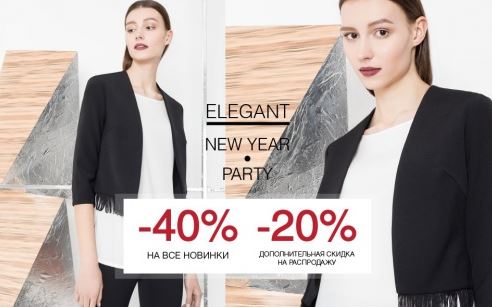 ELEGANT
NEW YEAR
•
PARTY
-40%
НА ВСЕ НОВИНКИ
-20%
ДОПОЛНИТЕЛЬНАЯ СКИДКА
НА РАСПРОДАЖУ